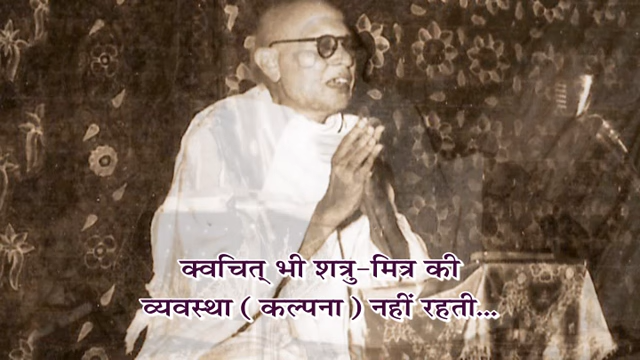 क्वचित् भी शत्रु-मित्र की
व्यवस्था ( कल्पना ) नहीं रहती...